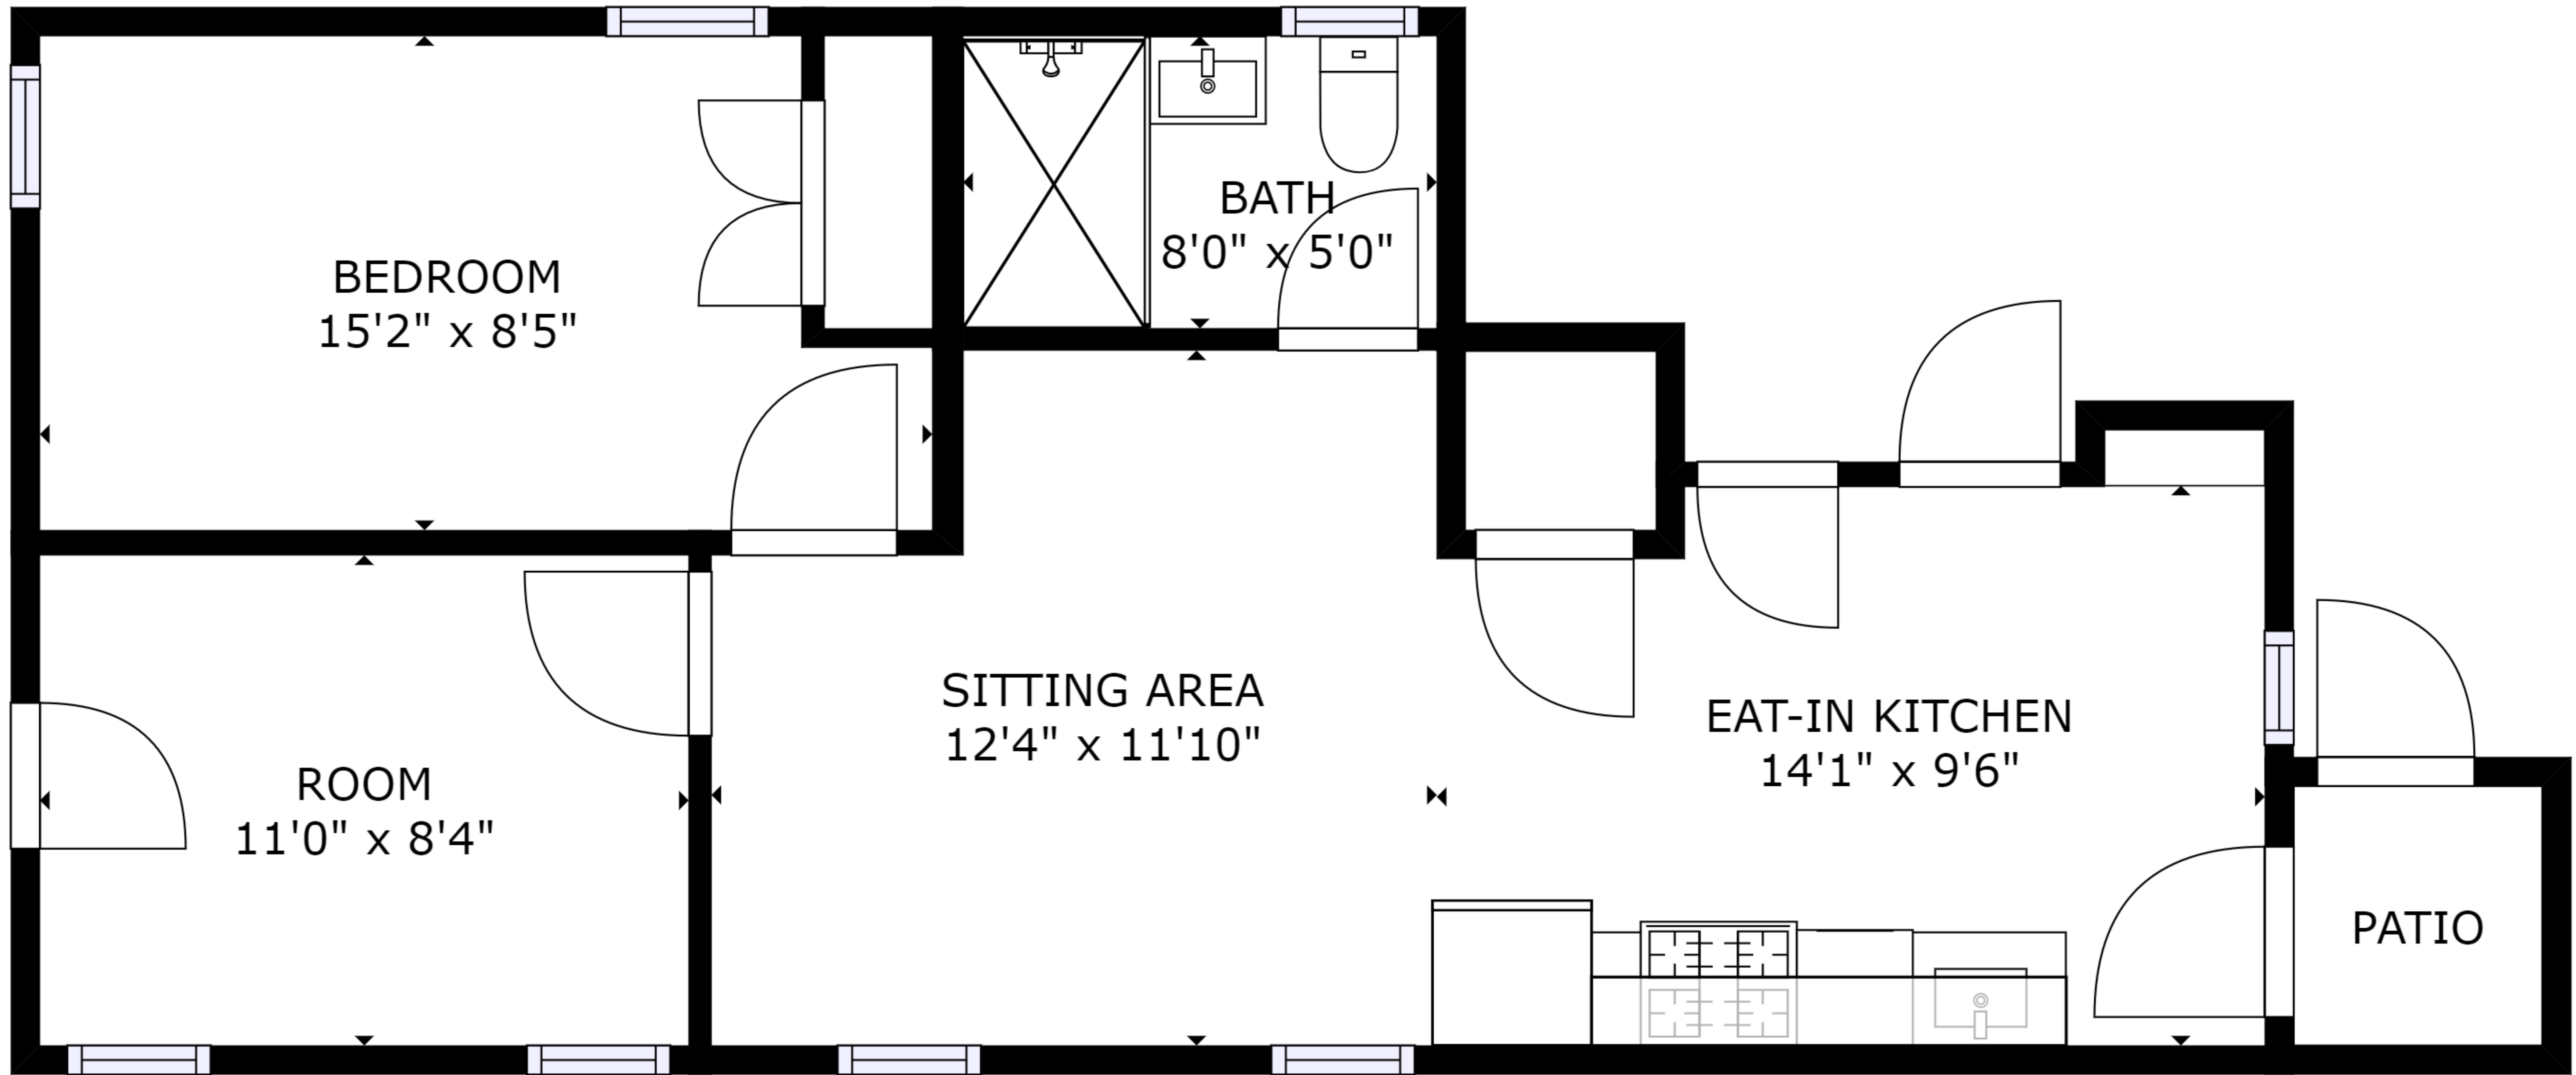 BEDROOM
15'2" x 8'5"
BATH
8'0" x 5'0"
SITTING AREA
12'4" x 11'10"
EAT-IN KITCHEN
14'1" x 9'6"
ROOM
11'0" x 8'4"
PATIO